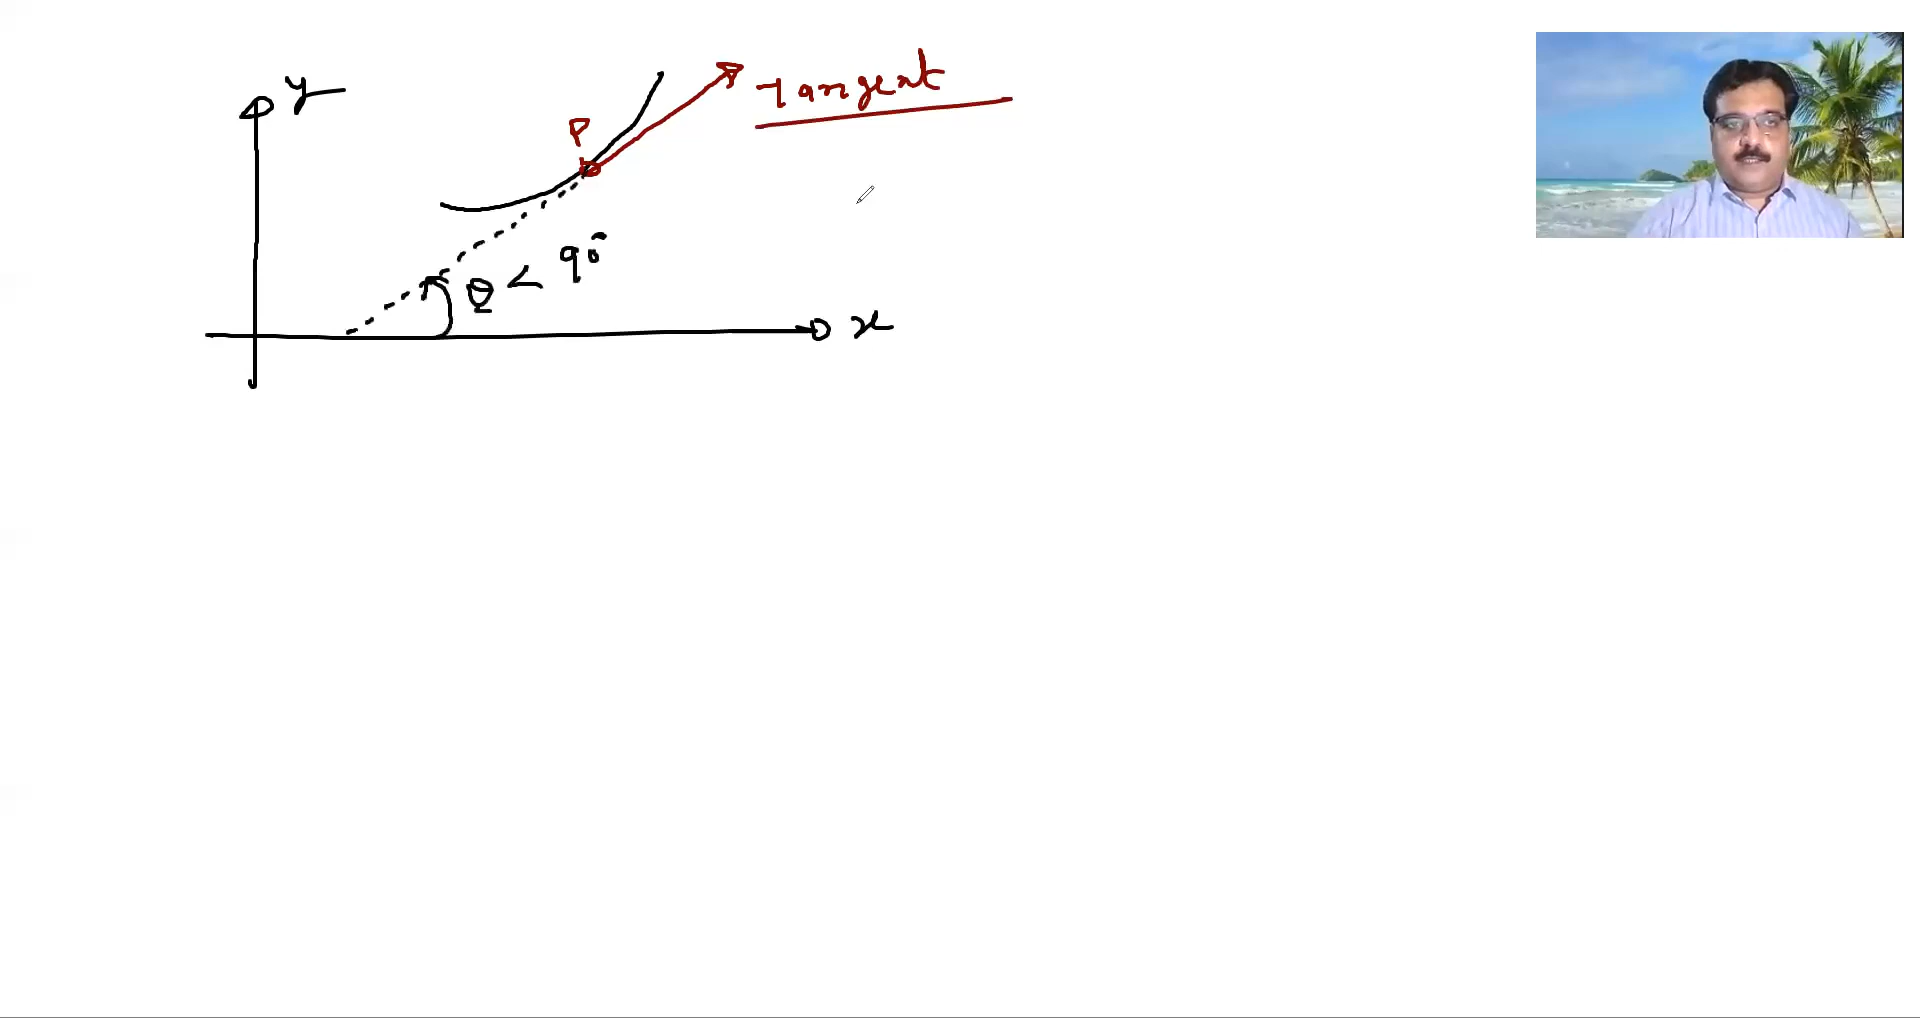 y
Tangent
P
θ < 90°
x